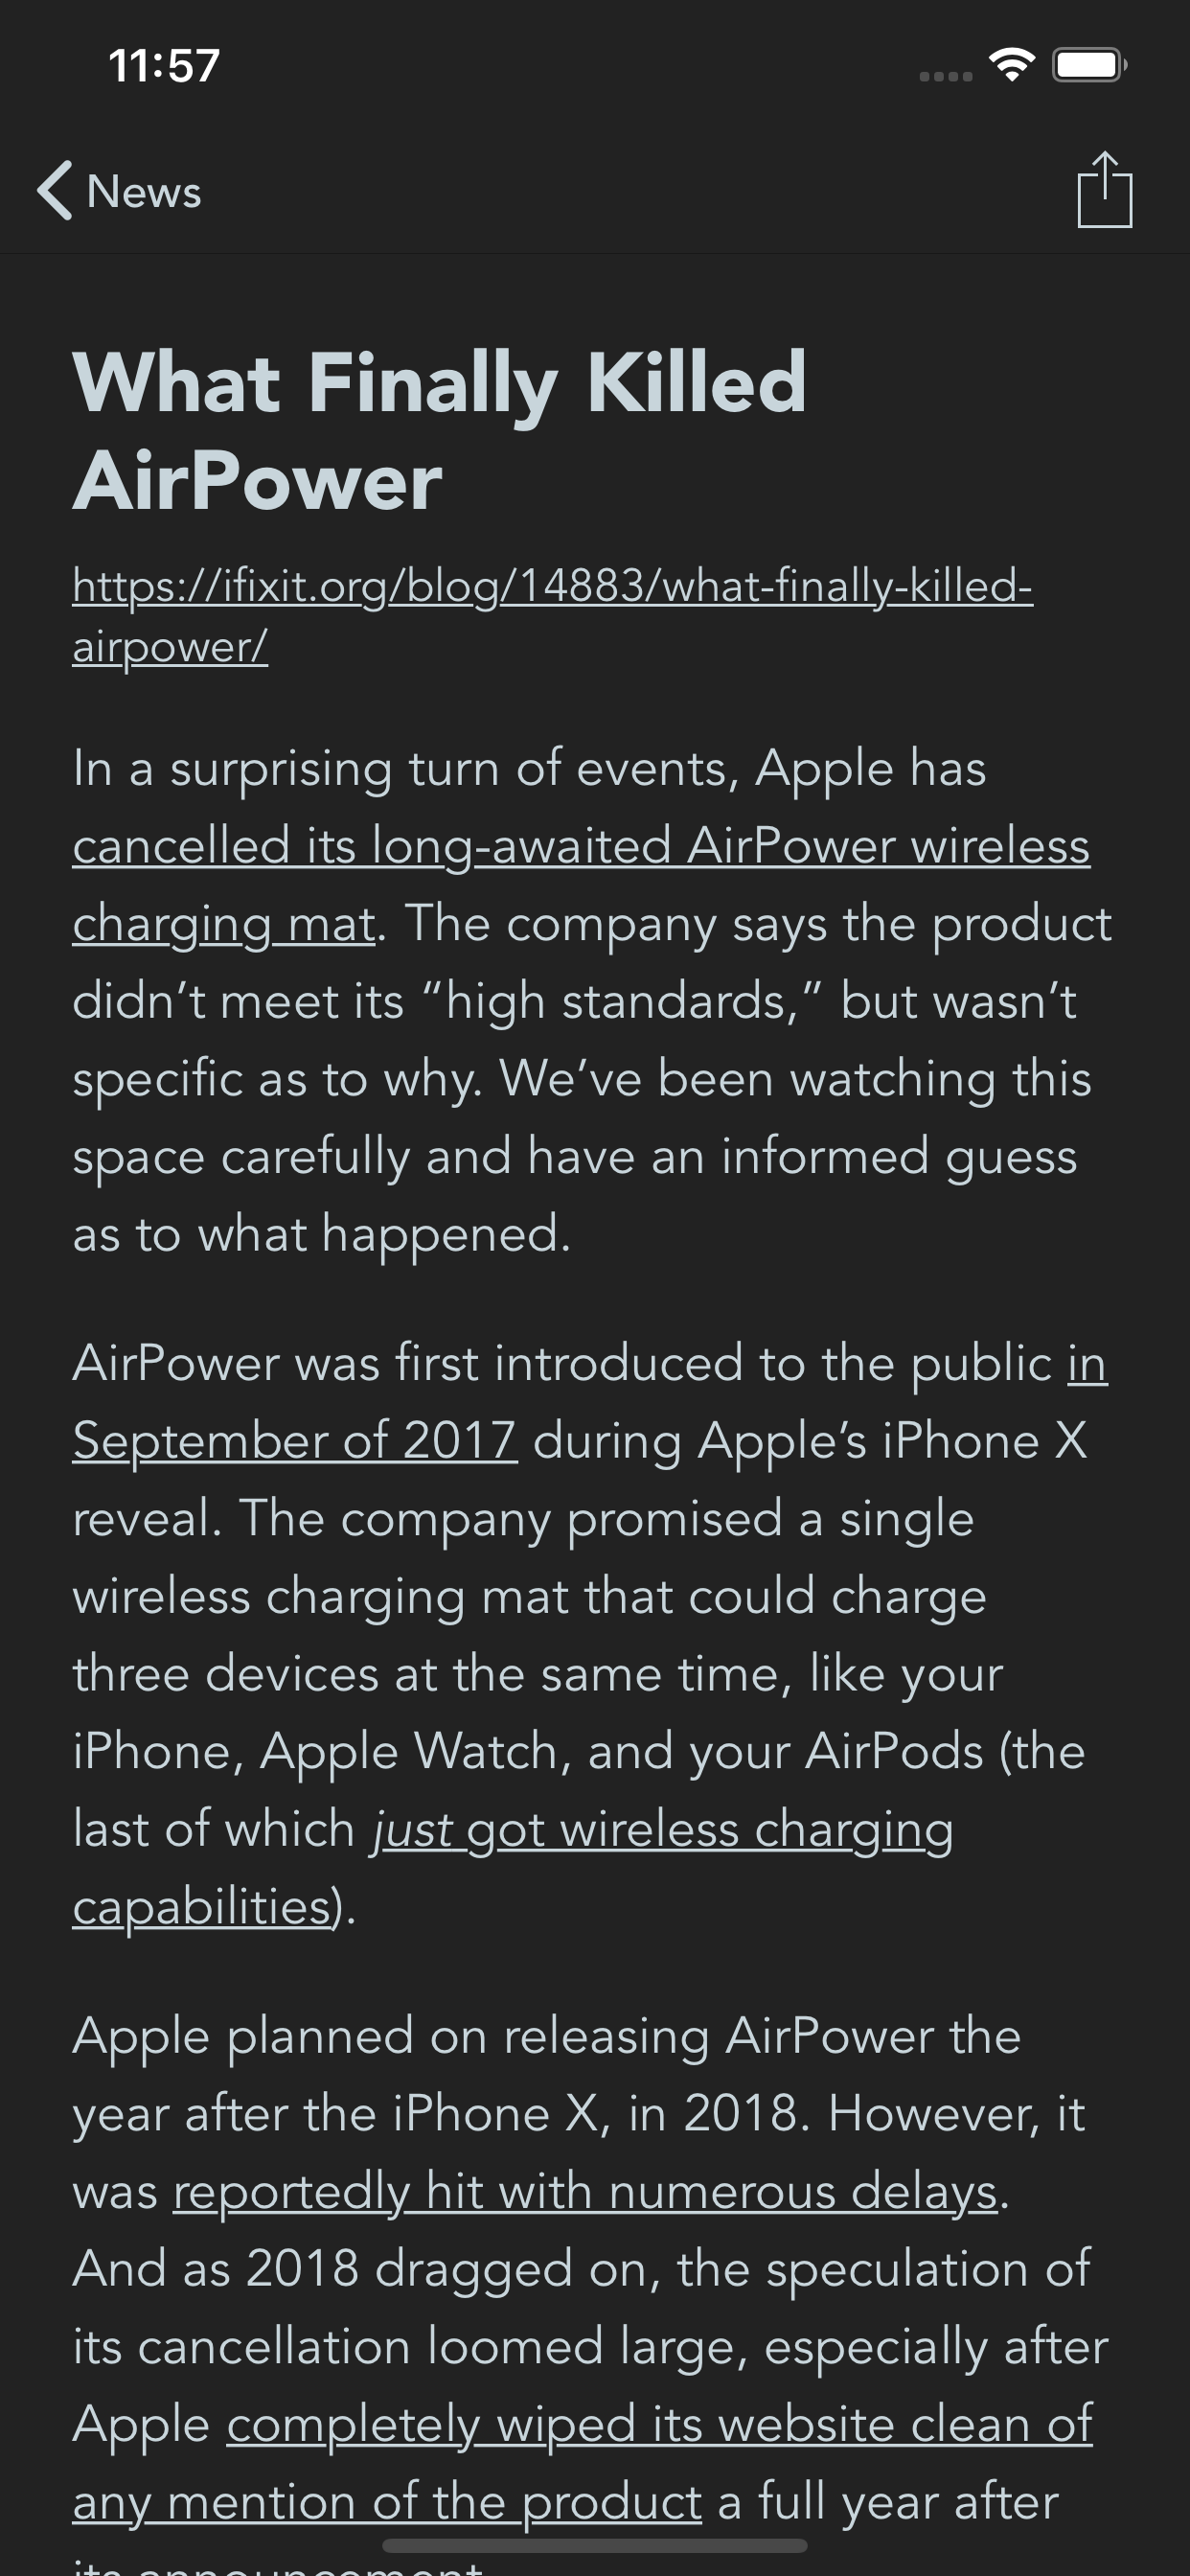 11:57
News
What Finally Killed
AirPower
https://ifixit.org/blog/14883/what-finally-killed-
airpower/
In a surprising turn of events, Apple has
cancelled its long-awaited AirPower wireless
charging mat. The company says the product
didn’t meet its “high standards,” but wasn’t
specific as to why. We’ve been watching this
space carefully and have an informed guess
as to what happened.
AirPower was first introduced to the public in
September of 2017 during Apple’s iPhone X
reveal. The company promised a single
wireless charging mat that could charge
three devices at the same time, like your
iPhone, Apple Watch, and your AirPods (the
last of which just got wireless charging
capabilities).
Apple planned on releasing AirPower the
year after the iPhone X, in 2018. However, it
was reportedly hit with numerous delays.
And as 2018 dragged on, the speculation of
its cancellation loomed large, especially after
Apple completely wiped its website clean of
any mention of the product a full year after
its announcement.